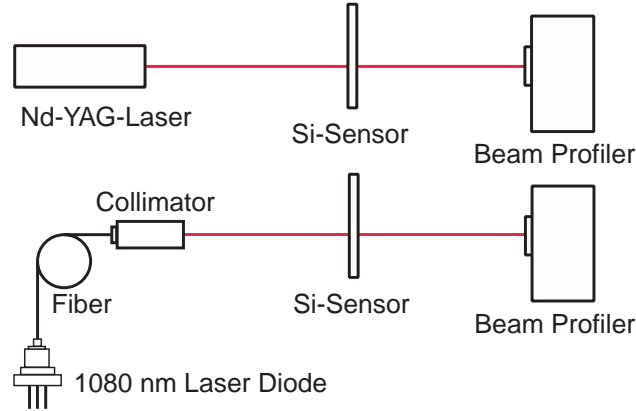 Nd-YAG-Laser
Si-Sensor
Beam Profiler
Collimator
Fiber
Si-Sensor
Beam Profiler
1080 nm Laser Diode